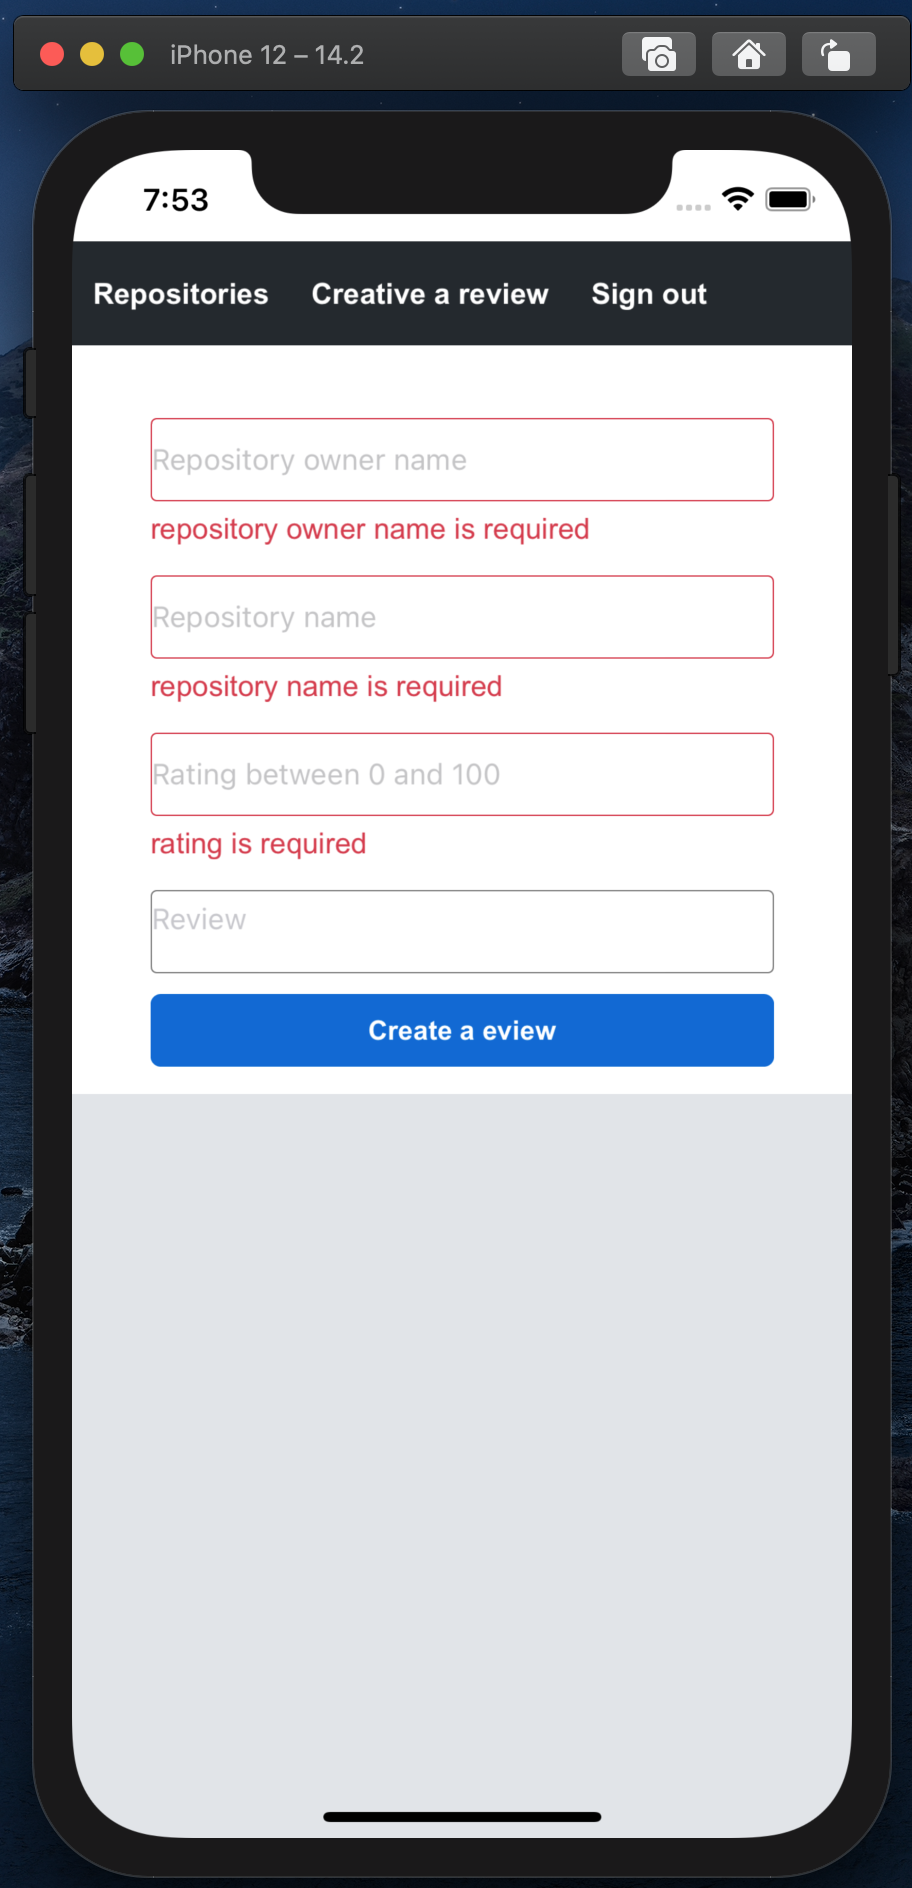 iPhone 12 – 14.2
7:53
Repositories Creative a review Sign out
Repository owner name
repository owner name is required
Repository name
repository name is required
Rating between 0 and 100
rating is required
Review
Create a eview